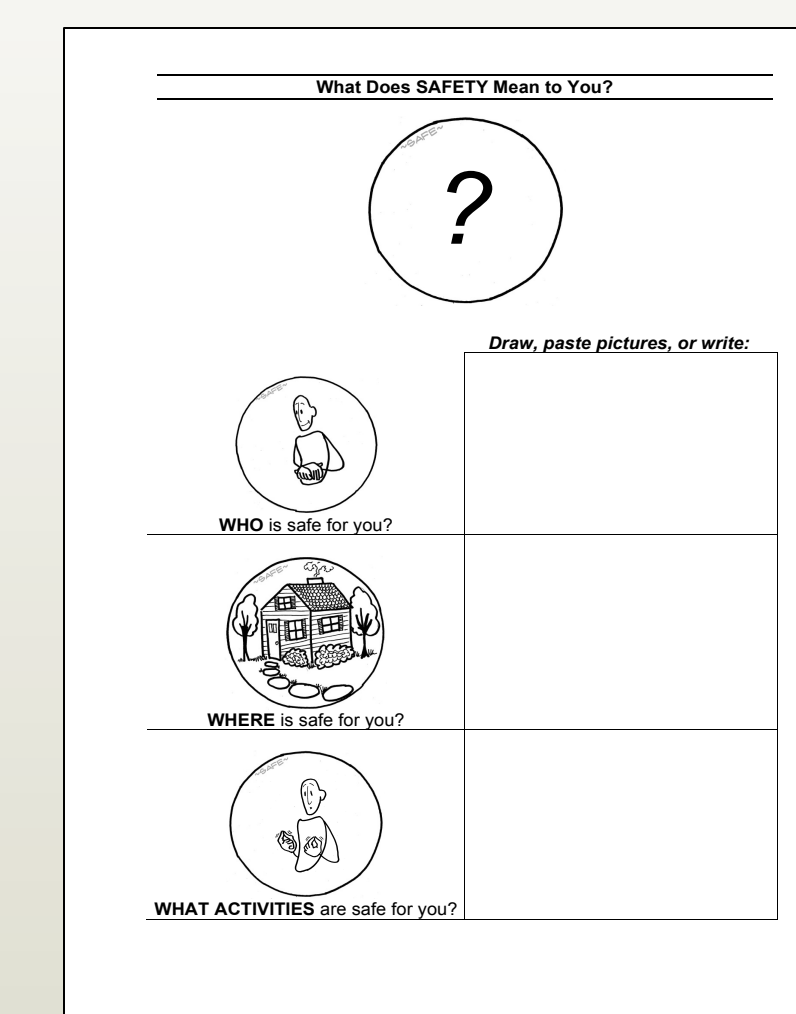 What Does SAFETY Mean to You?
~SAFE~
?
Draw, paste pictures, or write:
~SAFE~
WHO is safe for you?
~SAFE~
WHERE is safe for you?
~SAFE~
WHAT ACTIVITIES are safe for you?